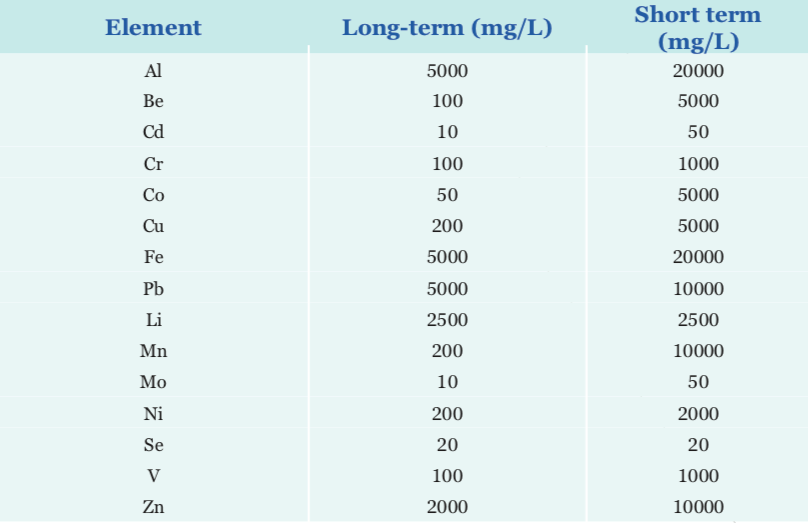 Element Long-term (mg/L) Short term (mg/L)
Al 5000 20000
Be 100 5000
Cd 10 50
Cr 100 1000
Co 50 5000
Cu 200 5000
Fe 5000 20000
Pb 5000 10000
Li 2500 2500
Mn 200 10000
Mo 10 50
Ni 200 2000
Se 20 20
V 100 1000
Zn 2000 10000